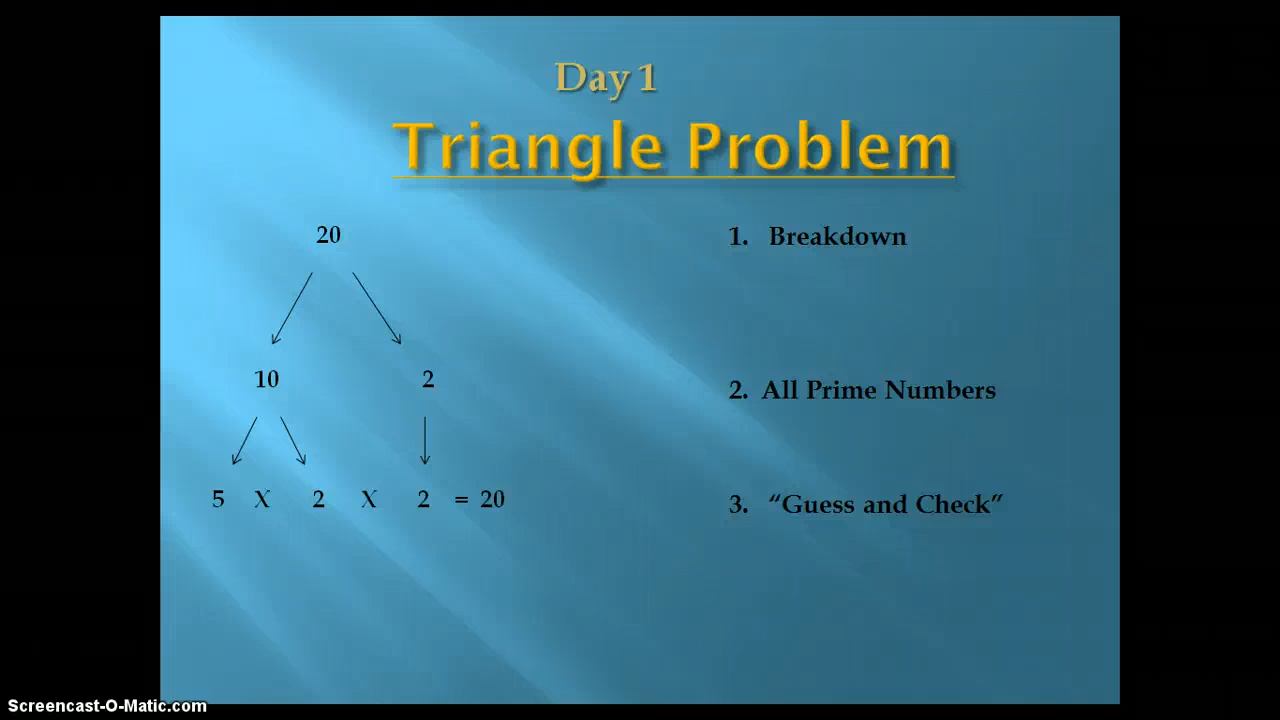 Day 1
Triangle Problem
20
1. Breakdown
10 2
2. All Prime Numbers
5 X 2 X 2 = 20
3. “Guess and Check”
Screencast-O-Matic.com